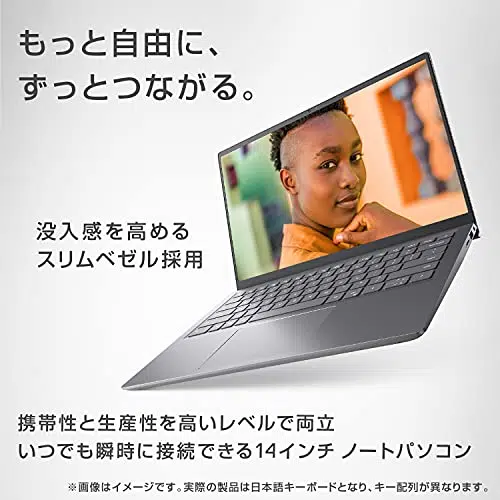 もっと自由に、
ずっとつながる。
没入感を高める
スリムベゼル採用
携帯性と生産性を高いレベルで両立
いつでも瞬時に接続できる14インチ ノートパソコン
※画像はイメージです。実際の製品は日本語キーボードとなり、キー配列が異なります。